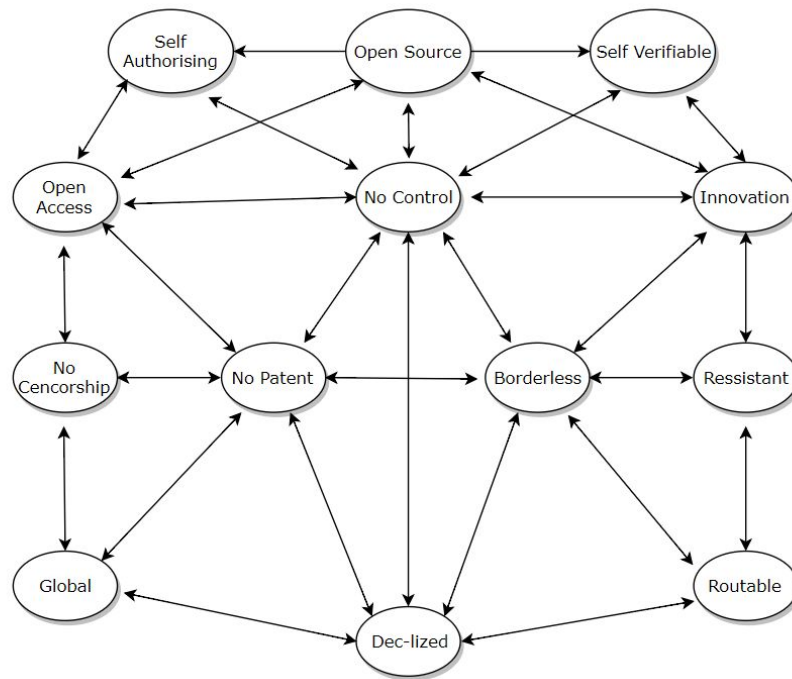 Self
Authorising
Open Source
Self Verifiable
Open
Access
No Control
Innovation
No
Cencorship
No Patent
Borderless
Ressistant
Global
Dec-lized
Routable